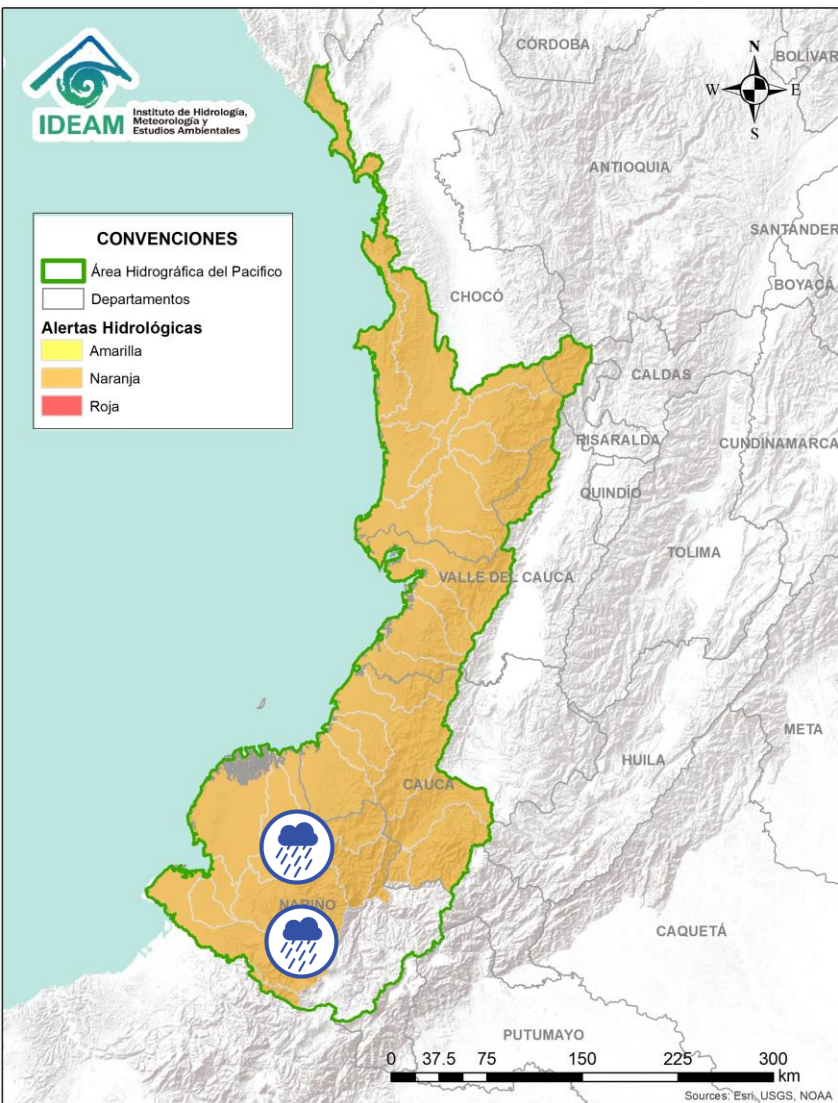 IDEAM
Instituto de Hidrología,
Meteorología y
Estudios Ambientales
N
W
E
S
CÓRDOBA
BOLÍVAR
ANTIOQUIA
SANTANDER
BOYACÁ
CHOCÓ
CALDAS
RISARALDA
CUNDINAMARCA
QUINDÍO
TOLIMA
VALLE DEL CAUCA
META
HUILA
CAUCA
NARIÑO
CAQUETÁ
PUTUMAYO
CONVENCIONES
Área Hidrográfica del Pacifico
Departamentos
Alertas Hidrológicas
Amarilla
Naranja
Roja
0 37.5 75 150 225 300
km
Sources: Esri, USGS, NOAA